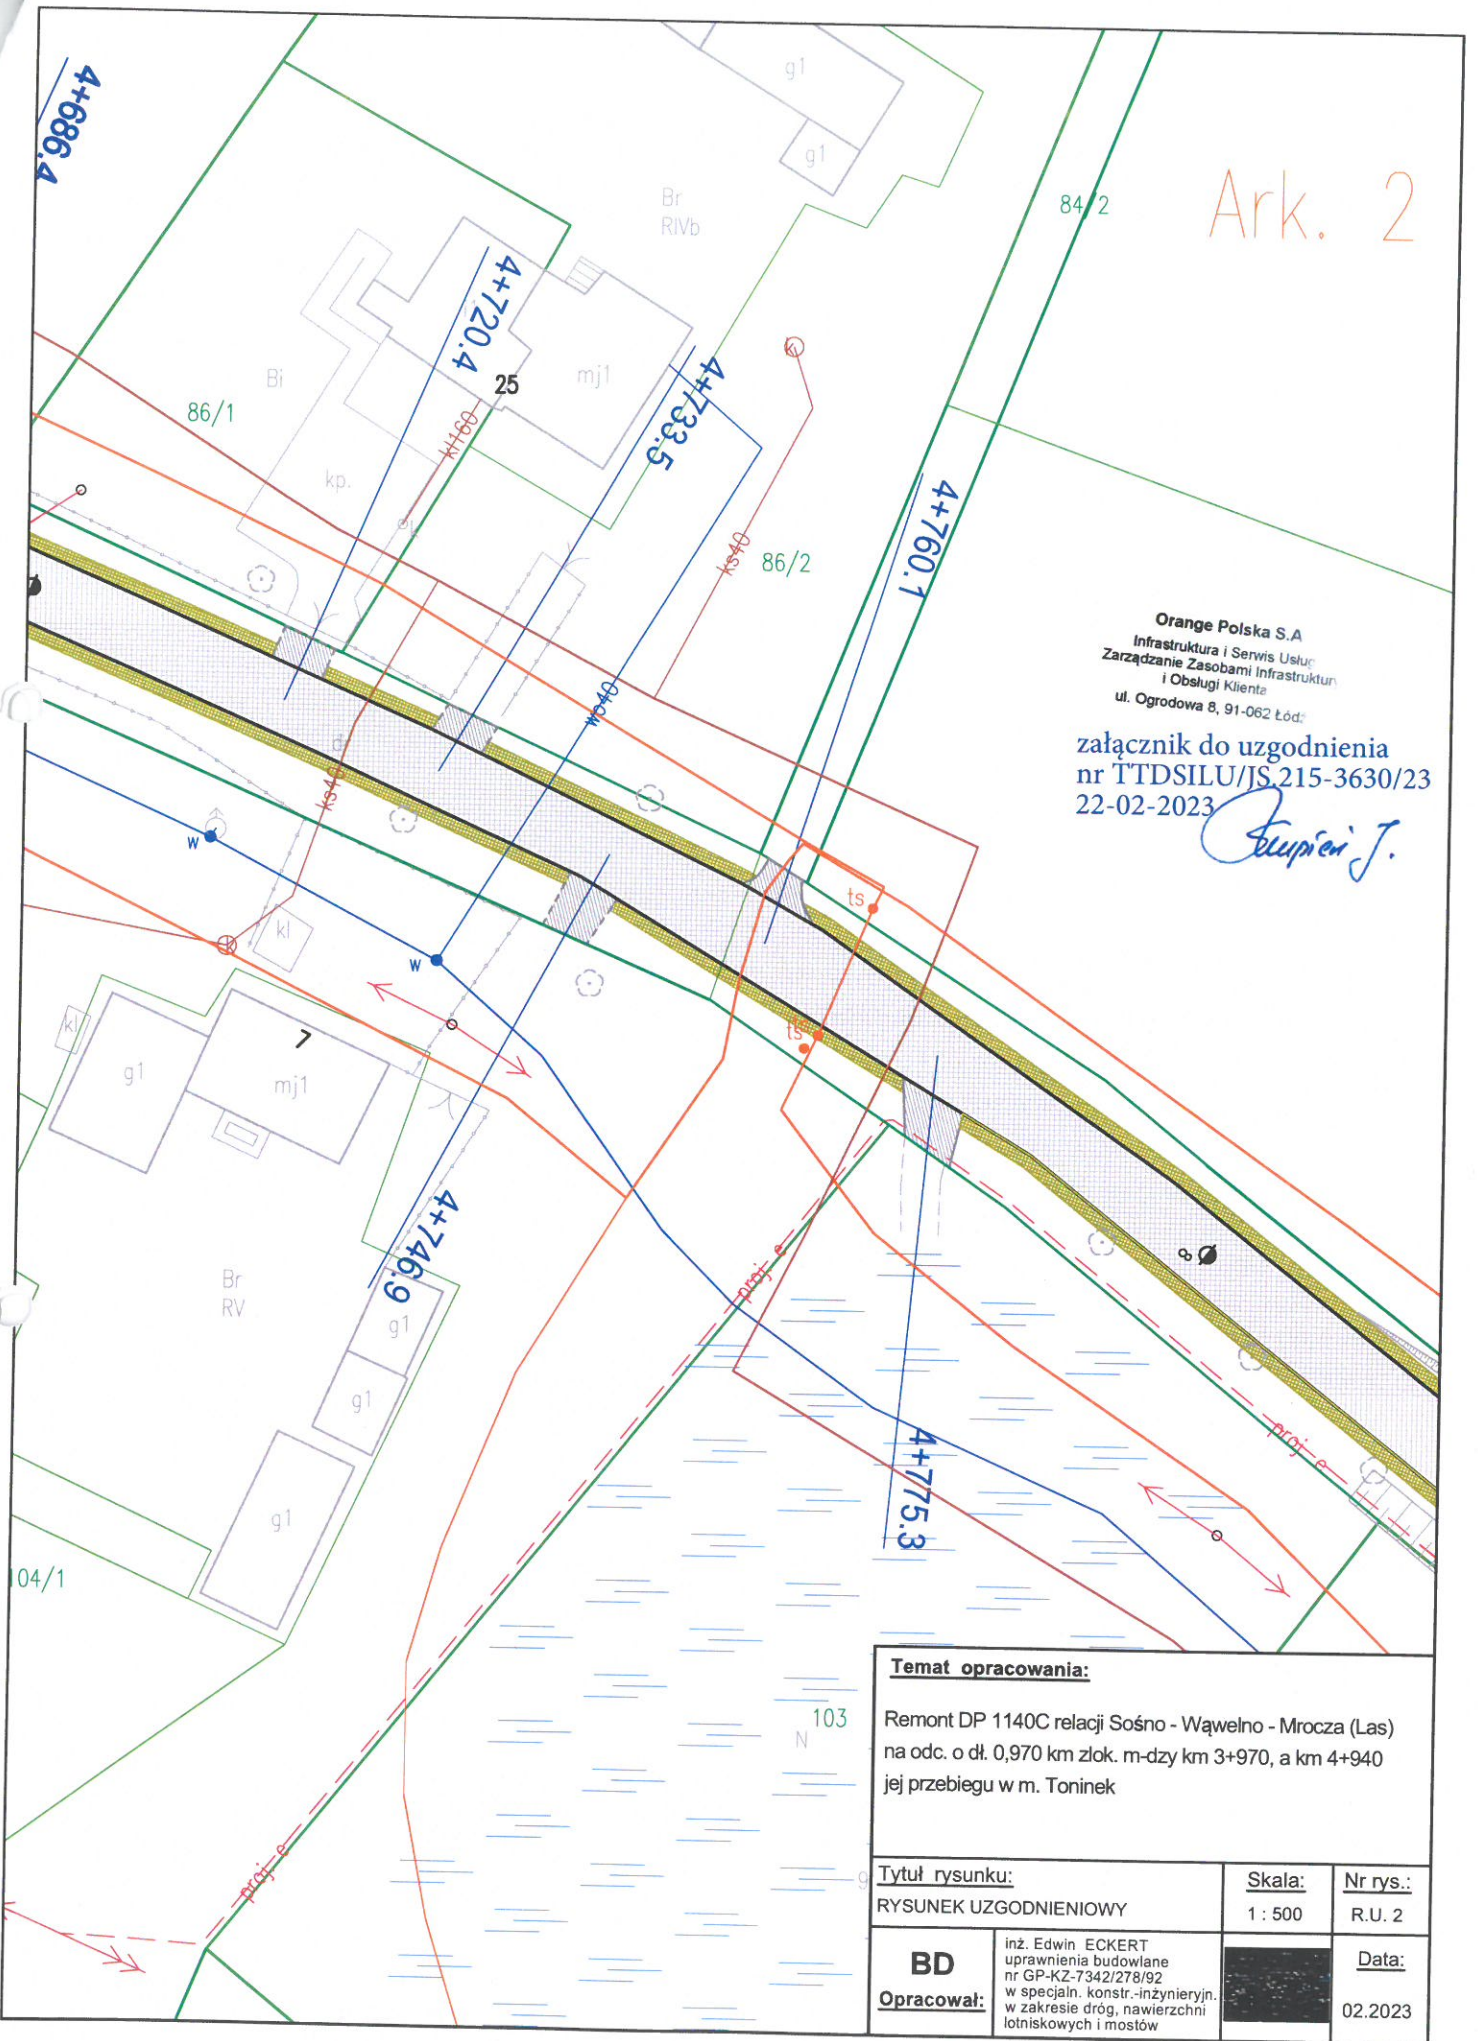 4+686.4
g1
g1
Br
RIVb
84/2
Ark. 2
4+720.4
25
mj1
4+733.5
Bi
86/1
kł160
kp.
ks40
86/2
4+760.1
Orange Polska S.A
Infrastruktura i Serwis Usług
Zarządzanie Zasobami Infrastruktury
i Obsługi Klienta
ul. Ogrodowa 8, 91-062 Łódź
załącznik do uzgodnienia
nr TTDSILU/JS.215-3630/23
22-02-2023
wo40
dr
ks40
w
ts
kl
w
ts
kl
g1
7
mj1
proj. e
4+746.9
Br
RV
g1
g1
8
g1
4+775.3
proj. e
104/1
103
N
proj. e
Temat opracowania:
Remont DP 1140C relacji Sośno - Wąwelno - Mrocza (Las)
na odc. o dł. 0,970 km zlok. m-dzy km 3+970, a km 4+940
jej przebiegu w m. Toninek
Tytuł rysunku:
RYSUNEK UZGODNIENIOWY
Skala:
1 : 500
Nr rys.:
R.U. 2
BD
Opracował:
inż. Edwin ECKERT
uprawnienia budowlane
nr GP-KZ-7342/278/92
w specjaln. konstr.-inżynieryjn.
w zakresie dróg, nawierzchni
lotniskowych i mostów
Data:
02.2023